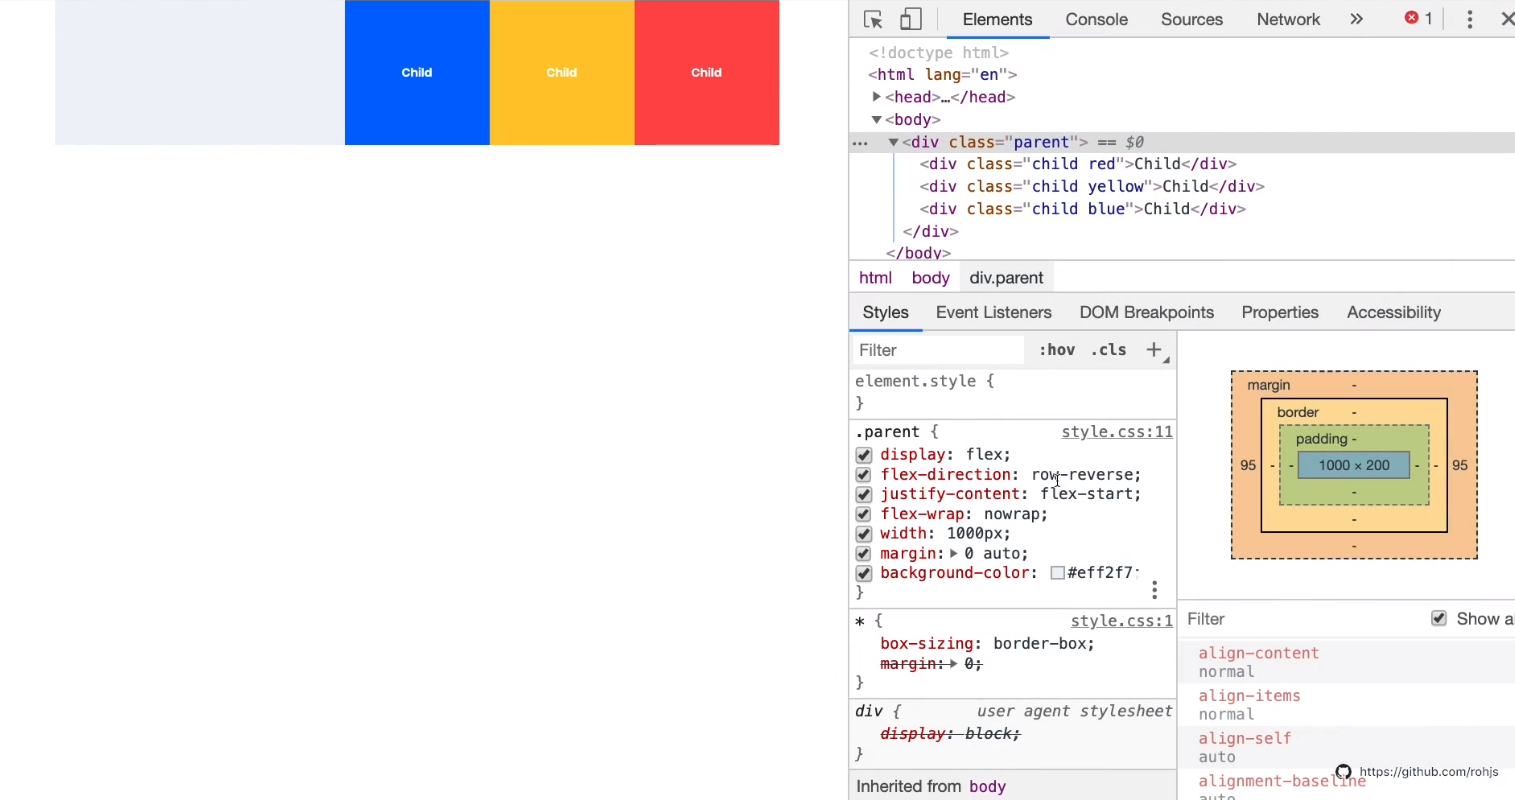 Child Child Child
Elements Console Sources Network 1
<!doctype html>
<html lang="en">
<head>…</head>
<body>
<div class="parent"> == $0
<div class="child red">Child</div>
<div class="child yellow">Child</div>
<div class="child blue">Child</div>
</div>
</body>
html body div.parent
Styles Event Listeners DOM Breakpoints Properties Accessibility
Filter :hov .cls +
element.style {
}
.parent { style.css:11
display: flex;
flex-direction: row-reverse;
justify-content: flex-start;
flex-wrap: nowrap;
width: 1000px;
margin: 0 auto;
background-color: #eff2f7;
}
* { style.css:1
box-sizing: border-box;
margin: 0;
}
div { user agent stylesheet
display: block;
}
Inherited from body
margin -
border -
padding -
95 - - 1000 × 200 - - 95
-
-
-
Filter Show al
align-content
normal
align-items
normal
align-self
auto
alignment-baseline
auto
https://github.com/rohjs